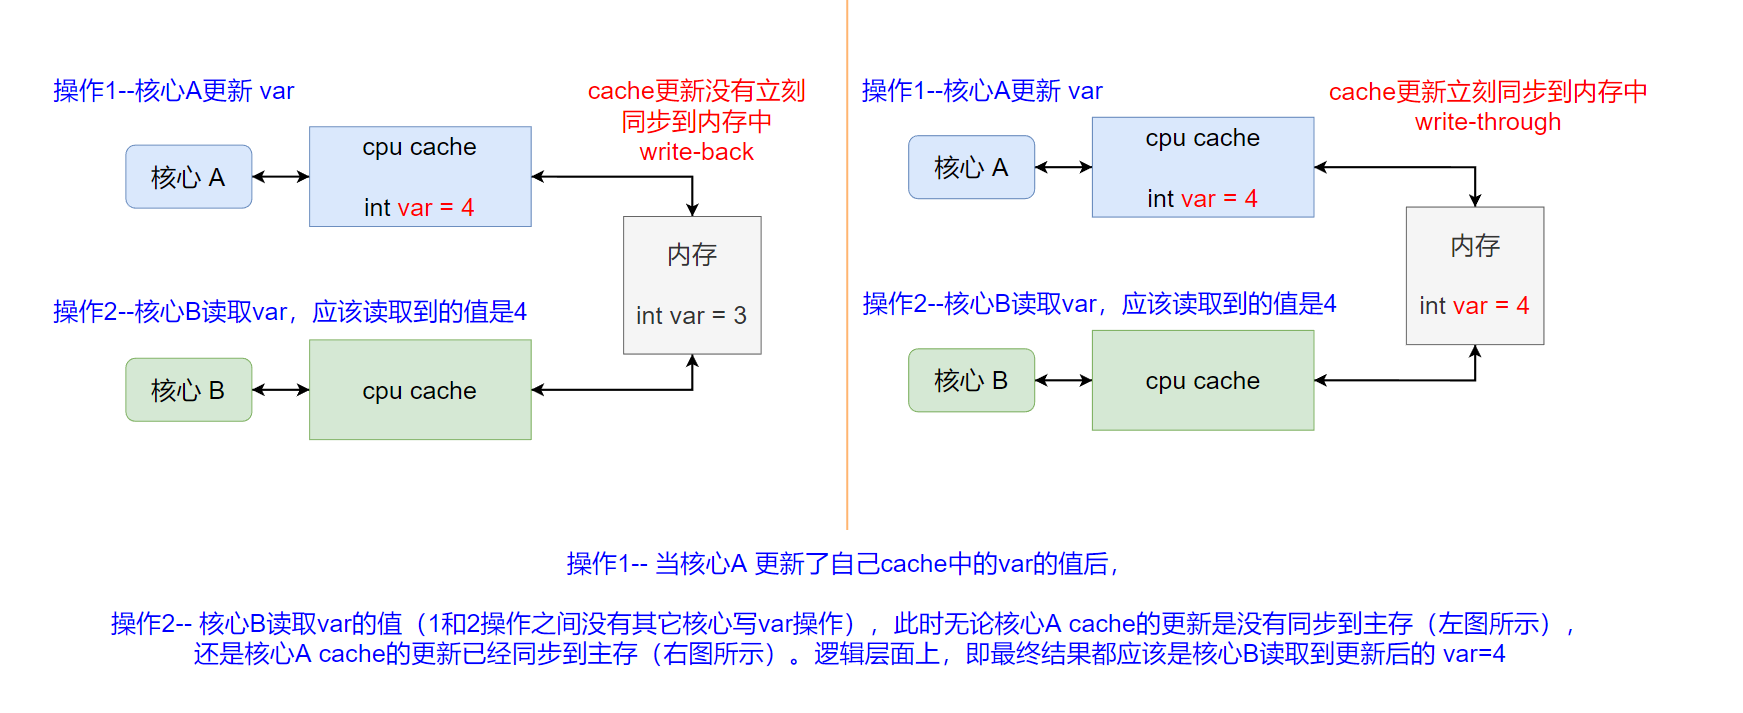 操作1--核心A更新 var
cache更新没有立刻
同步到内存中
write-back
核心 A
cpu cache
int var = 4
内存
int var = 3
操作2--核心B读取var，应该读取到的值是4
核心 B
cpu cache
操作1--核心A更新 var
cache更新立刻同步到内存中
write-through
核心 A
cpu cache
int var = 4
内存
int var = 4
操作2--核心B读取var，应该读取到的值是4
核心 B
cpu cache
操作1-- 当核心A 更新了自己cache中的var的值后，
操作2-- 核心B读取var的值（1和2操作之间没有其它核心写var操作），此时无论核心A cache的更新是没有同步到主存（左图所示），
还是核心A cache的更新已经同步到主存（右图所示）。逻辑层面上，即最终结果都应该是核心B读取到更新后的 var=4